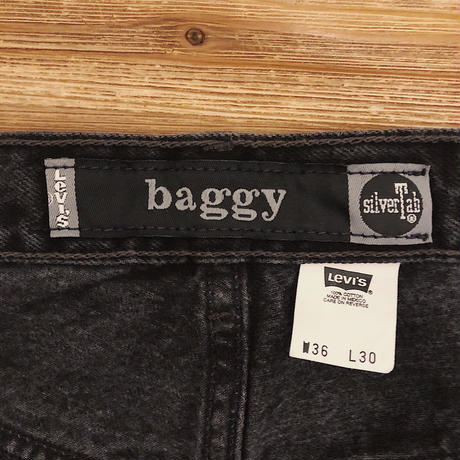 Levi's
baggy
silverTab
®
LEVI'S
®
100% COTTON
MADE IN MEXICO
CARE ON REVERSE
W36 L30